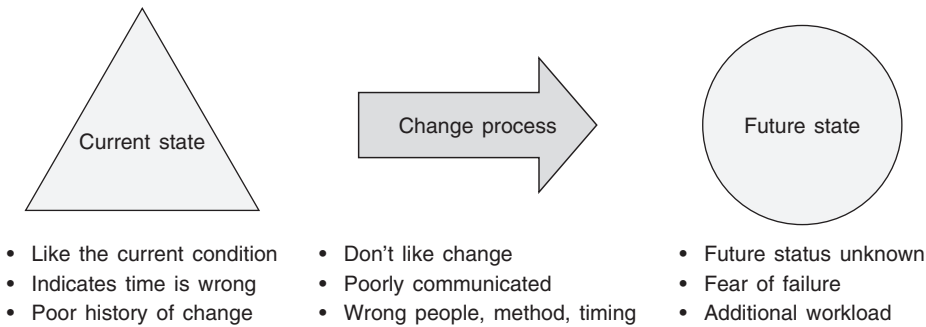 Current state
Change process
Future state
• Like the current condition
• Indicates time is wrong
• Poor history of change
• Don't like change
• Poorly communicated
• Wrong people, method, timing
• Future status unknown
• Fear of failure
• Additional workload